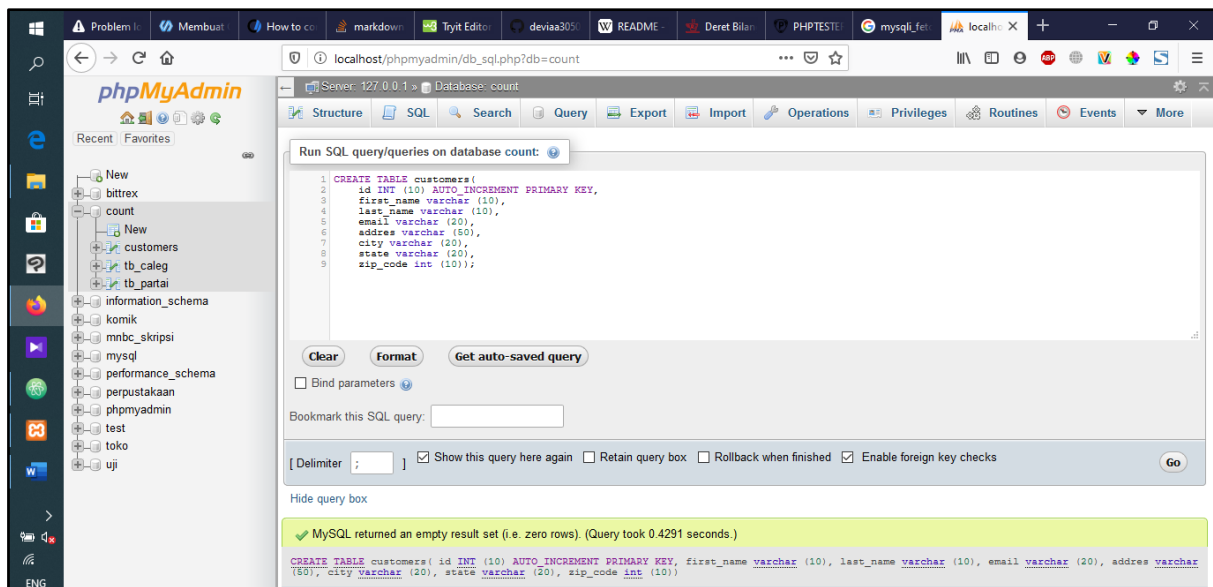 Problem lo
Membuat
How to co
markdown
Tryit Editor
deviaa3050
README -
Deret Bilan
PHPTESTER
mysqli_fetc
localho
localhost/phpmyadmin/db_sql.php?db=count
phpMyAdmin
Recent Favorites
New
bittrex
count
New
customers
tb_caleg
tb_partai
information_schema
komik
mnbc_skripsi
mysql
performance_schema
perpustakaan
phpmyadmin
test
toko
uji
Server: 127.0.0.1 » Database: count
Structure SQL Search Query Export Import Operations Privileges Routines Events More
Run SQL query/queries on database count:
1 CREATE TABLE customers(
2 id INT (10) AUTO_INCREMENT PRIMARY KEY,
3 first_name varchar (10),
4 last_name varchar (10),
5 email varchar (20),
6 addres varchar (50),
7 city varchar (20),
8 state varchar (20),
9 zip_code int (10));
Clear Format Get auto-saved query
Bind parameters
Bookmark this SQL query:
[ Delimiter ; ] Show this query here again Retain query box Rollback when finished Enable foreign key checks Go
Hide query box
MySQL returned an empty result set (i.e. zero rows). (Query took 0.4291 seconds.)
CREATE TABLE customers( id INT (10) AUTO_INCREMENT PRIMARY KEY, first_name varchar (10), last_name varchar (10), email varchar (20), addres varchar
(50), city varchar (20), state varchar (20), zip_code int (10))
ENG